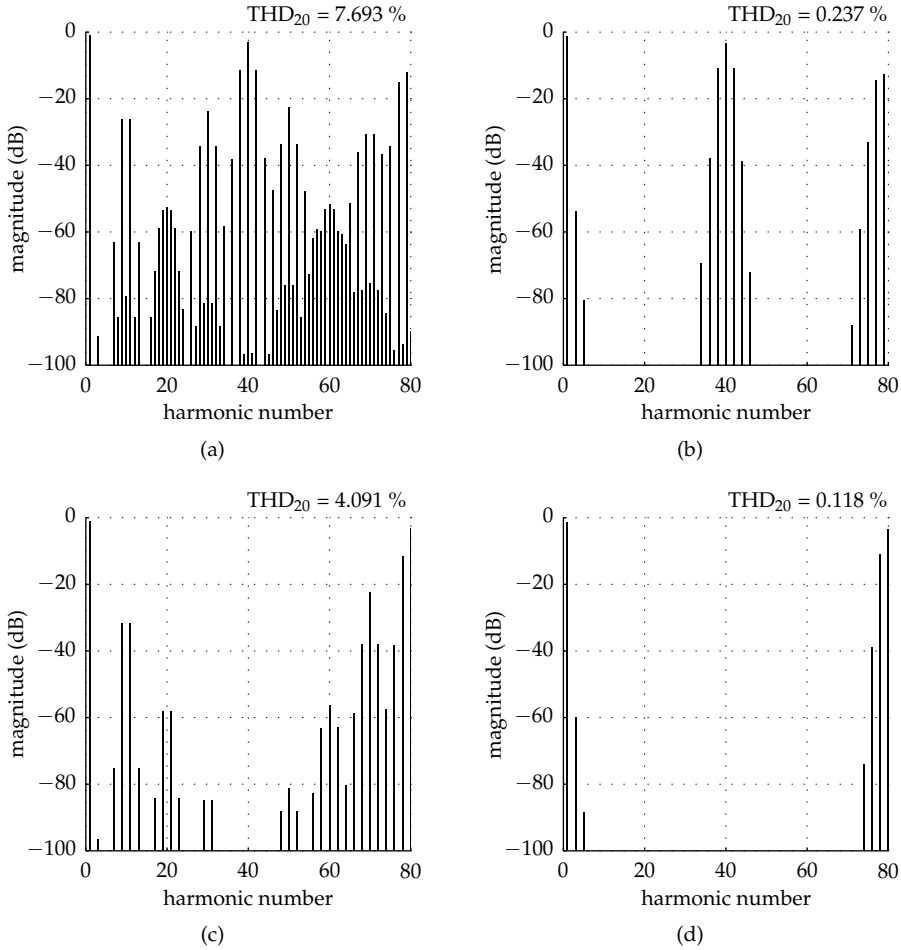 THD20 = 7.693 %
0
−20
−40
−60
−80
−100
magnitude (dB)
0 20 40 60 80
harmonic number
(a)
THD20 = 0.237 %
0
−20
−40
−60
−80
−100
magnitude (dB)
0 20 40 60 80
harmonic number
(b)
THD20 = 4.091 %
0
−20
−40
−60
−80
−100
magnitude (dB)
0 20 40 60 80
harmonic number
(c)
THD20 = 0.118 %
0
−20
−40
−60
−80
−100
magnitude (dB)
0 20 40 60 80
harmonic number
(d)